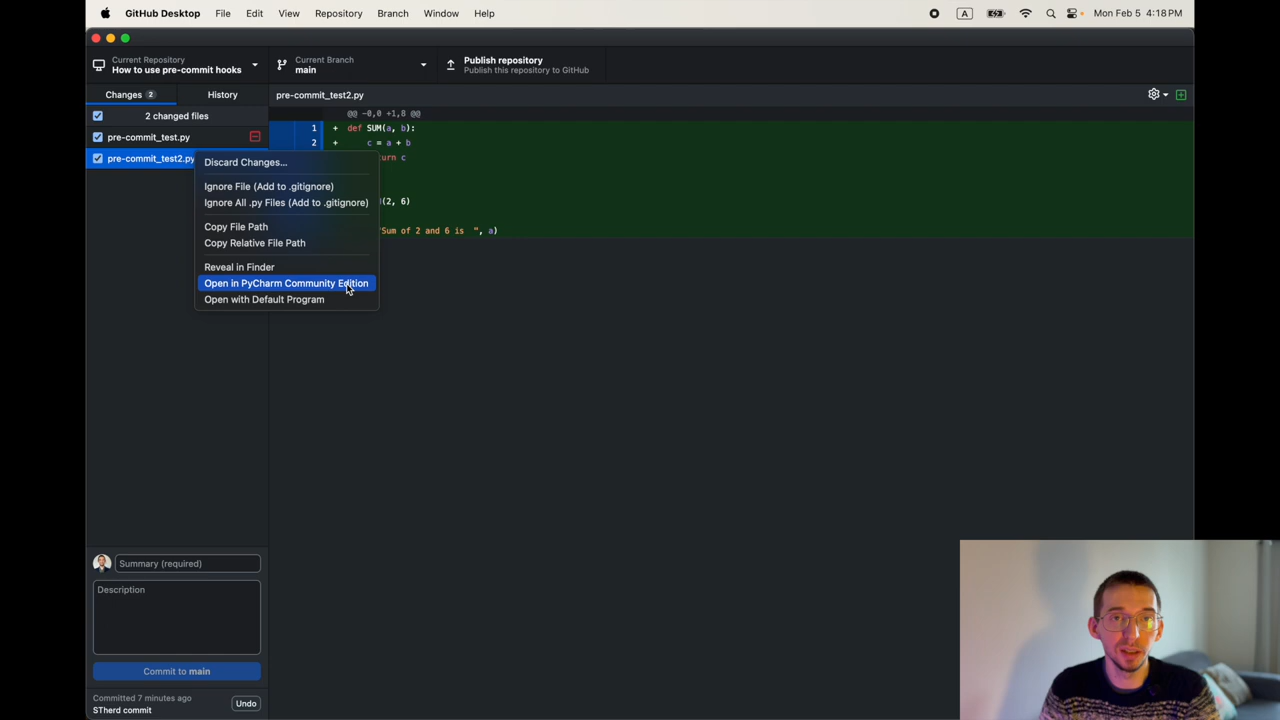 GitHub Desktop File Edit View Repository Branch Window Help A Mon Feb 5 4:18 PM
Current Repository
How to use pre-commit hooks
Current Branch
main
Publish repository
Publish this repository to GitHub
Changes 2 History
pre-commit_test2.py
2 changed files
pre-commit_test.py
pre-commit_test2.py
@@ -0,0 +1,8 @@
1 + def SUM(a, b):
2 + c = a + b
urn c
(2, 6)
"Sum of 2 and 6 is ", a)
Discard Changes...
Ignore File (Add to .gitignore)
Ignore All .py Files (Add to .gitignore)
Copy File Path
Copy Relative File Path
Reveal in Finder
Open in PyCharm Community Edition
Open with Default Program
Summary (required)
Description
Commit to main
Committed 7 minutes ago
STherd commit
Undo